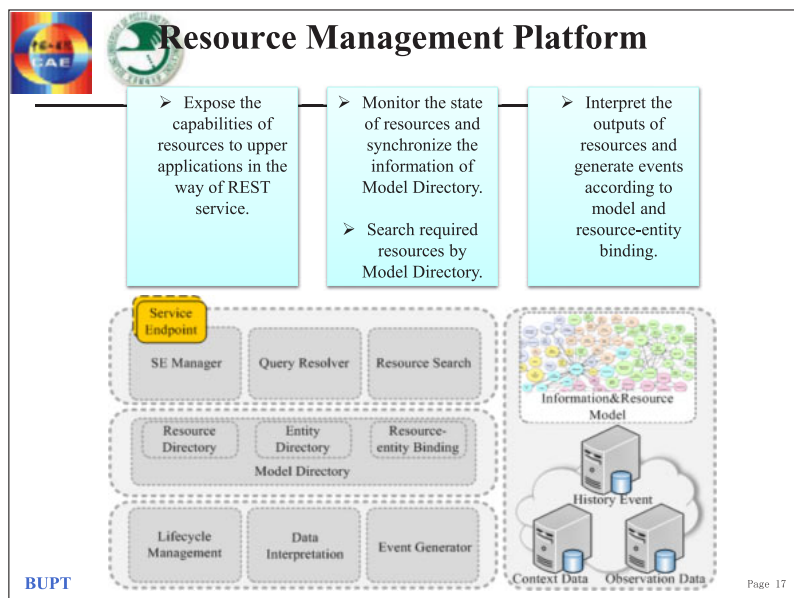 Resource Management Platform
CAE
➢ Expose the
capabilities of
resources to upper
applications in the
way of REST
service.
➢ Monitor the state
of resources and
synchronize the
information of
Model Directory.
➢ Search required
resources by
Model Directory.
➢ Interpret the
outputs of
resources and
generate events
according to
model and
resource-entity
binding.
Service
Endpoint
SE Manager
Query Resolver
Resource Search
Resource
Directory
Entity
Directory
Resource-
entity Binding
Model Directory
Lifecycle
Management
Data
Interpretation
Event Generator
Information&Resource
Model
History Event
Context Data
Observation Data
BUPT
Page 17